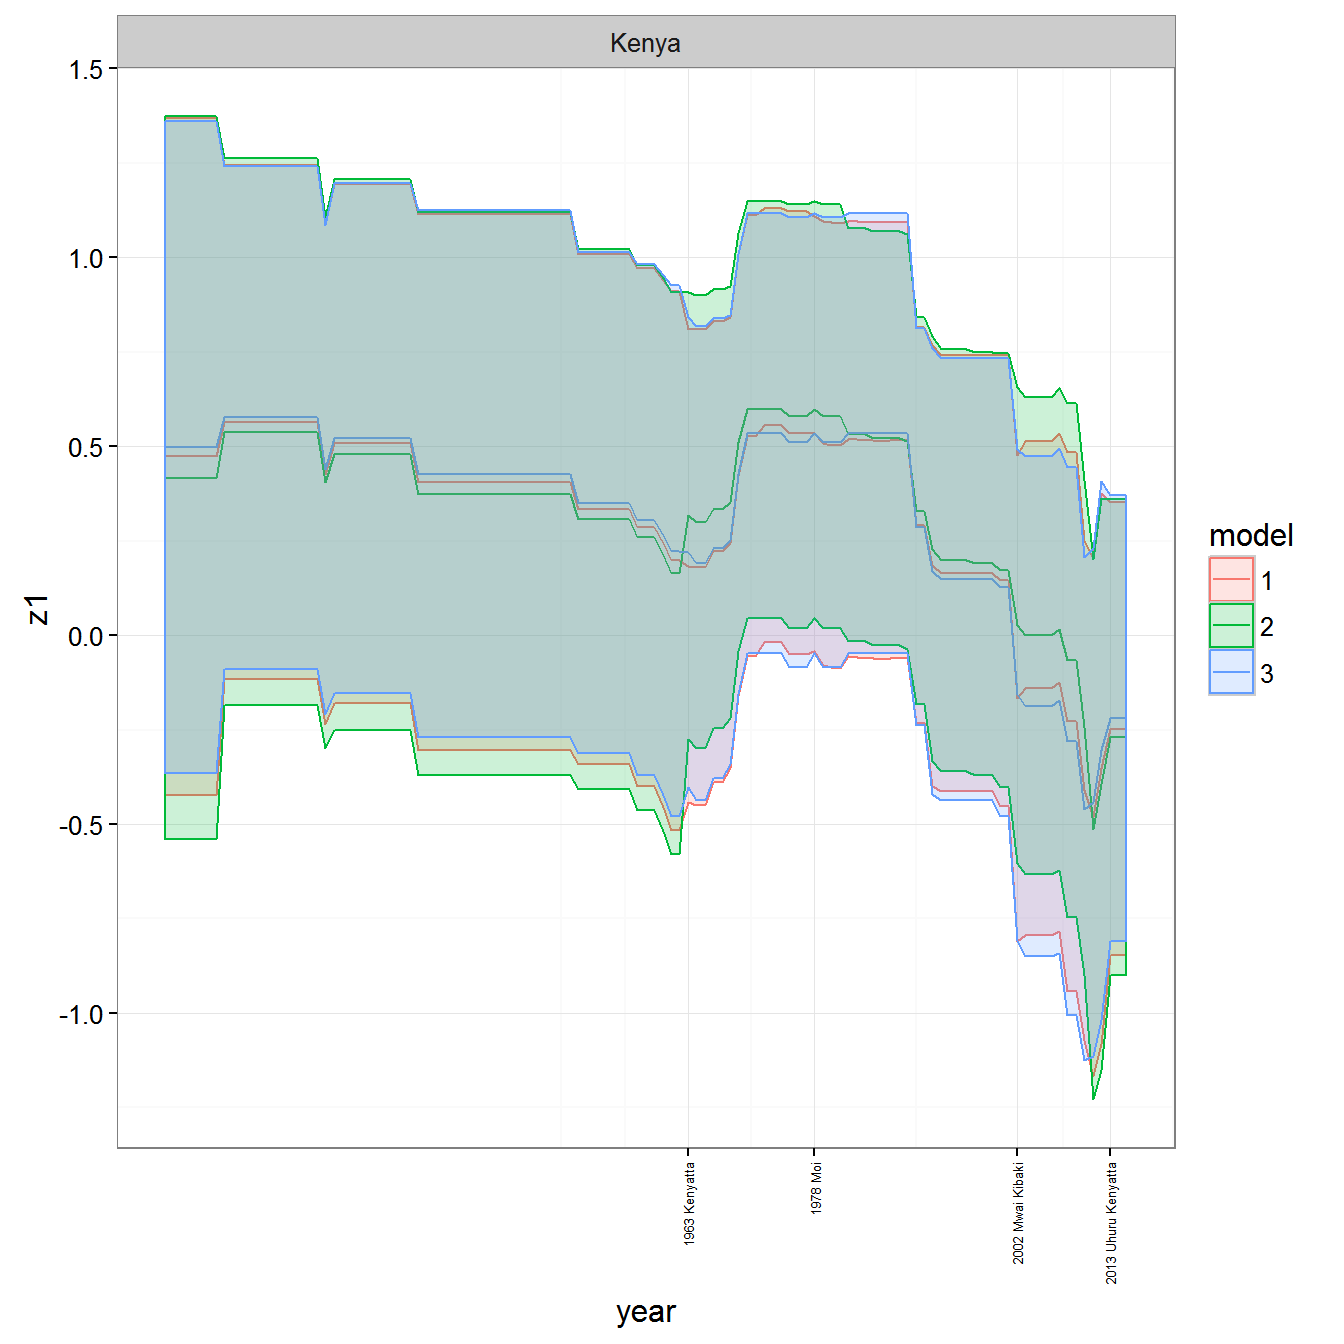 Kenya
1.5
1.0
0.5
0.0
-0.5
-1.0
z1
1963 Kenyatta
1978 Moi
2002 Mwai Kibaki
2013 Uhuru Kenyatta
year
model
1
2
3